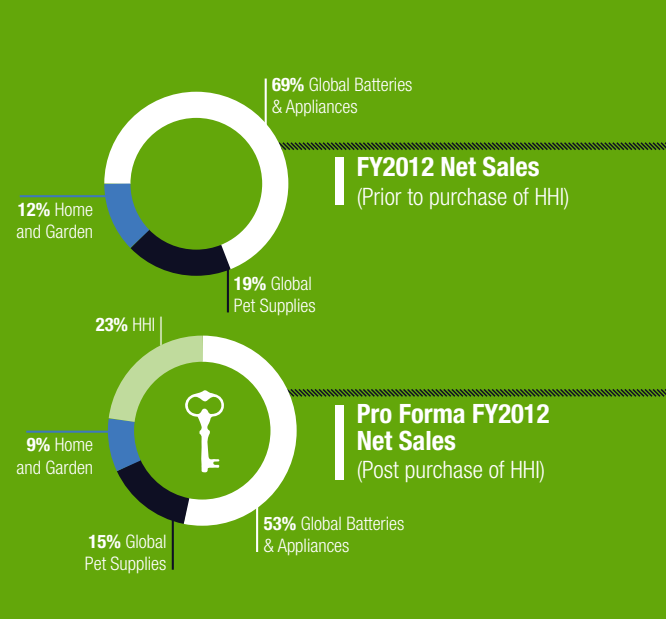 69% Global Batteries
& Appliances
FY2012 Net Sales
(Prior to purchase of HHI)
12% Home
and Garden
19% Global
Pet Supplies
23% HHI
Pro Forma FY2012
Net Sales
(Post purchase of HHI)
9% Home
and Garden
53% Global Batteries
& Appliances
15% Global
Pet Supplies